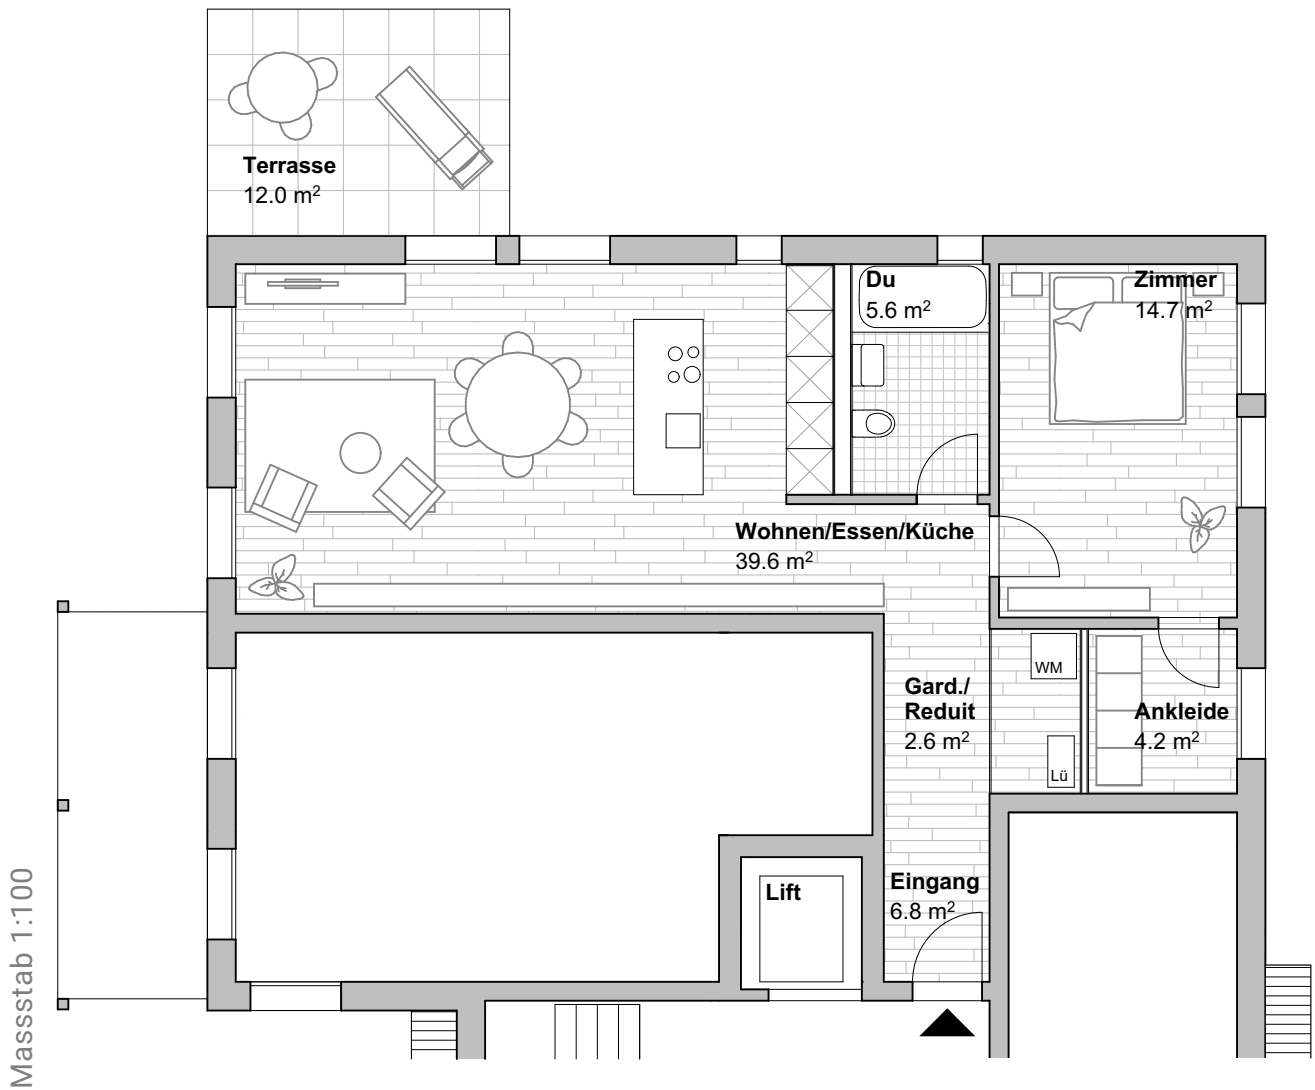 Terrasse
12.0 m²
Du
5.6 m²
Zimmer
14.7 m²
Wohnen/Essen/Küche
39.6 m²
WM
Gard./
Reduit
2.6 m²
Ankleide
4.2 m²
Lü
Lift
Eingang
6.8 m²
Massstab 1:100